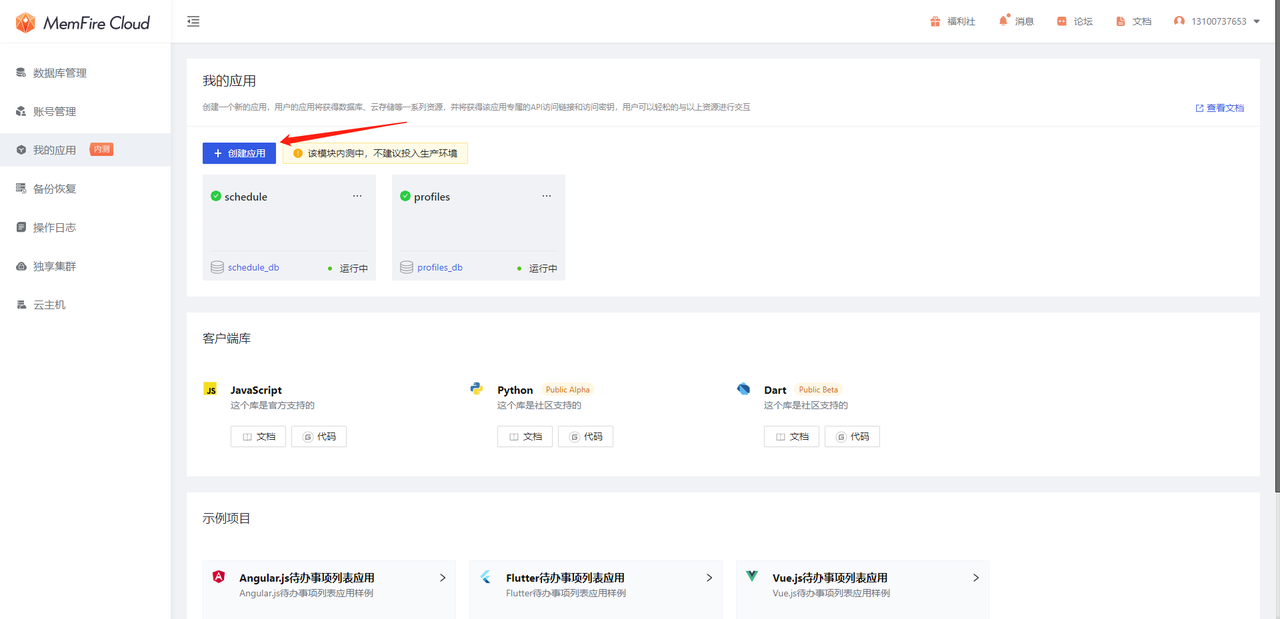 MemFire Cloud
福利社 消息 论坛 文档 13100737653
数据库管理
账号管理
我的应用 内测
备份恢复
操作日志
独享集群
云主机
我的应用
创建一个新的应用，用户的应用将获得数据库、云存储等一系列资源，并将获得该应用专属的API访问链接和访问密钥，用户可以轻松的与以上资源进行交互
查看文档
+ 创建应用 该模块内测中，不建议投入生产环境
schedule ... profiles ...
schedule_db 运行中 profiles_db 运行中
客户端库
JS JavaScript Python Public Alpha Dart Public Beta
这个库是官方支持的 这个库是社区支持的 这个库是社区支持的
文档 代码 文档 代码 文档 代码
示例项目
Angular.js待办事项列表应用 Flutter待办事项列表应用 Vue.js待办事项列表应用
Angular.js待办事项列表应用样例 Flutter待办事项列表应用样例 Vue.js待办事项列表应用样例